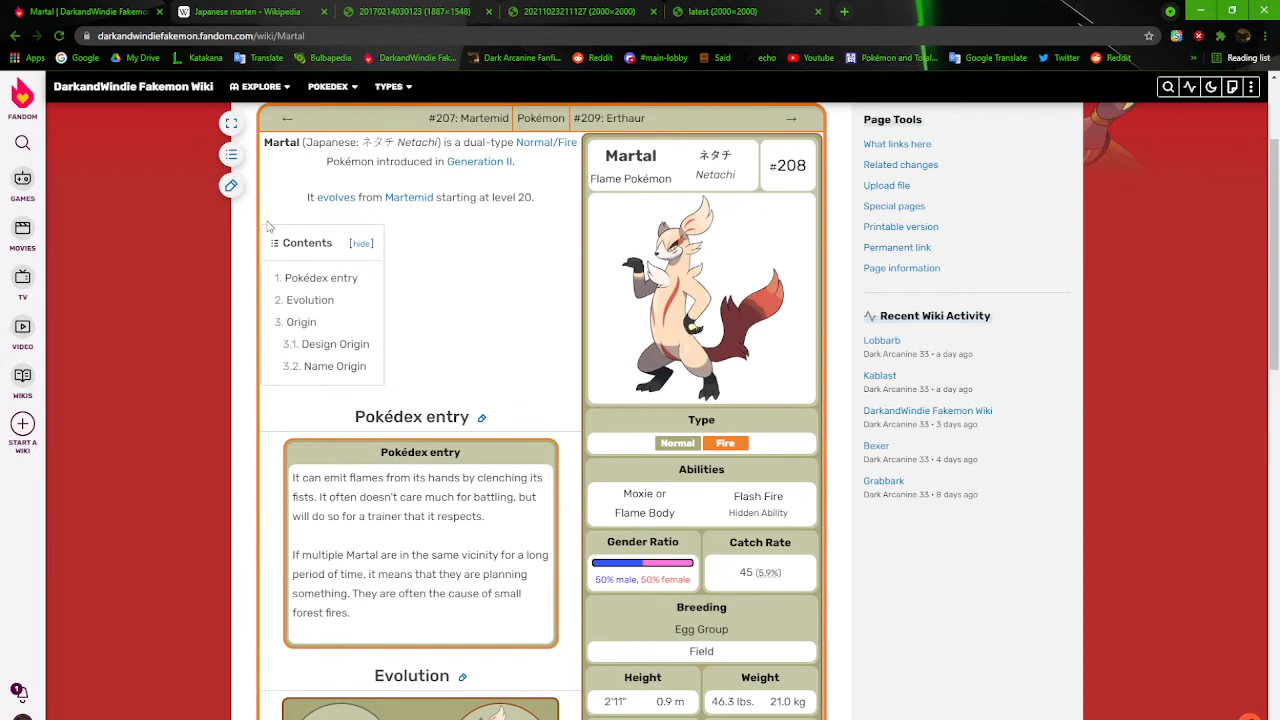 Martal | DarkandWindie Fakemon
Japanese marten - Wikipedia
20170214030123 (1887×1548)
20211023211127 (2000×2000)
latest (2000×2000)
darkandwindiefakemon.fandom.com/wiki/Martal
Apps
Google
My Drive
Katakana
Translate
Bulbapedia
DarkandWindie Fak...
Dark Arcanine Fanfi...
Reddit
#main-lobby
Said
echo
Youtube
Pokémon and Total...
Google Translate
Twitter
Reddit
»
Reading list
FANDOM
GAMES
MOVIES
TV
VIDEO
WIKIS
START A
WIKI
1
DarkandWindie Fakemon Wiki
EXPLORE
POKEDEX
TYPES
← #207: Martemid Pokémon #209: Erthaur →
Martal (Japanese: ネタチ Netachi) is a dual-type Normal/Fire
Pokémon introduced in Generation II.
It evolves from Martemid starting at level 20.
Contents [hide]
1. Pokédex entry
2. Evolution
3. Origin
3.1. Design Origin
3.2. Name Origin
Pokédex entry
Pokédex entry
It can emit flames from its hands by clenching its
fists. It often doesn't care much for battling, but
will do so for a trainer that it respects.
If multiple Martal are in the same vicinity for a long
period of time, it means that they are planning
something. They are often the cause of small
forest fires.
Evolution
Martal
Flame Pokémon
ネタチ
Netachi
#208
Type
Normal Fire
Abilities
Moxie or
Flame Body
Flash Fire
Hidden Ability
Gender Ratio
50% male, 50% female
Catch Rate
45 (5.9%)
Breeding
Egg Group
Field
Height
2'11" 0.9 m
Weight
46.3 lbs. 21.0 kg
Page Tools
What links here
Related changes
Upload file
Special pages
Printable version
Permanent link
Page information
Recent Wiki Activity
Lobbarb
Dark Arcanine 33 • a day ago
Kablast
Dark Arcanine 33 • a day ago
DarkandWindie Fakemon Wiki
Dark Arcanine 33 • 3 days ago
Bexer
Dark Arcanine 33 • 4 days ago
Grabbark
Dark Arcanine 33 • 8 days ago